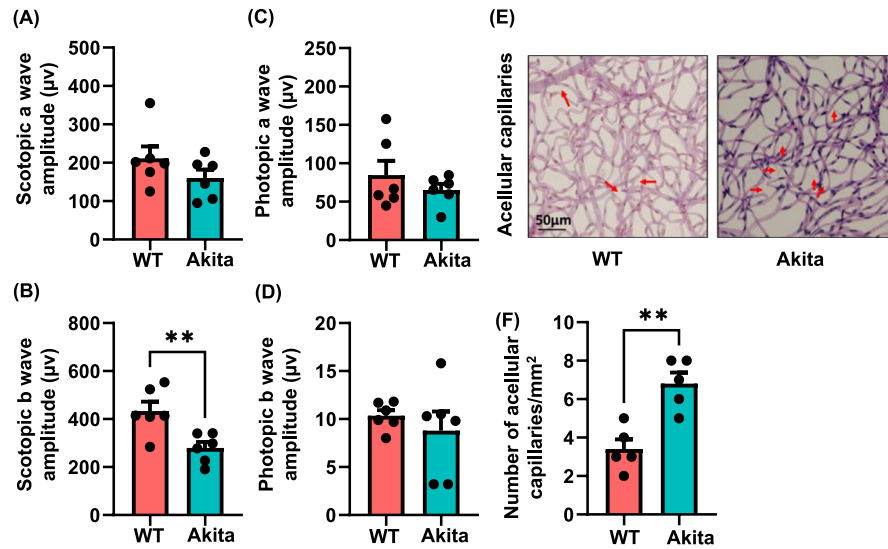 (A)
Scotopic a wave
amplitude (µv)
500
400
300
200
100
0
WT
Akita
(C)
Photopic a wave
amplitude (µv)
250
200
150
100
50
0
WT
Akita
(E)
Acellular capillaries
50µm
WT
Akita
(B)
Scotopic b wave
amplitude (µv)
800
600
400
200
0
**
WT
Akita
(D)
Photopic b wave
amplitude (µv)
20
15
10
5
0
WT
Akita
(F)
Number of acellular
capillaries/mm²
10
8
6
4
2
0
**
WT
Akita